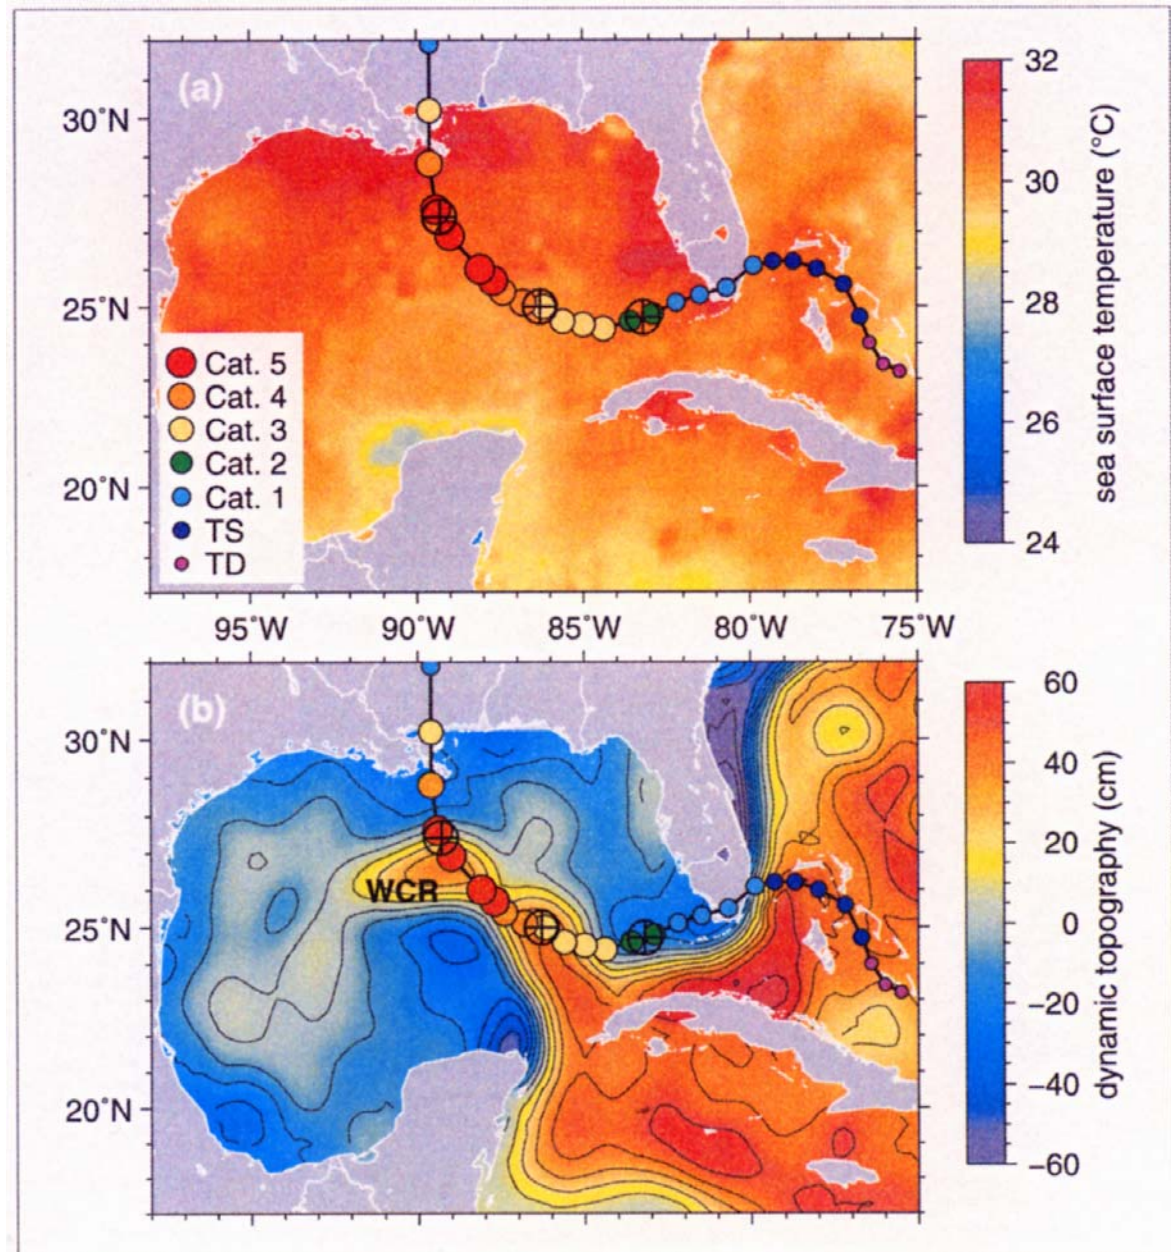 (a)
30°N
25°N
20°N
Cat. 5
Cat. 4
Cat. 3
Cat. 2
Cat. 1
TS
TD
32
30
28
26
24
sea surface temperature (°C)
95°W 90°W 85°W 80°W 75°W
(b)
30°N
25°N
20°N
WCR
60
40
20
0
−20
−40
−60
dynamic topography (cm)